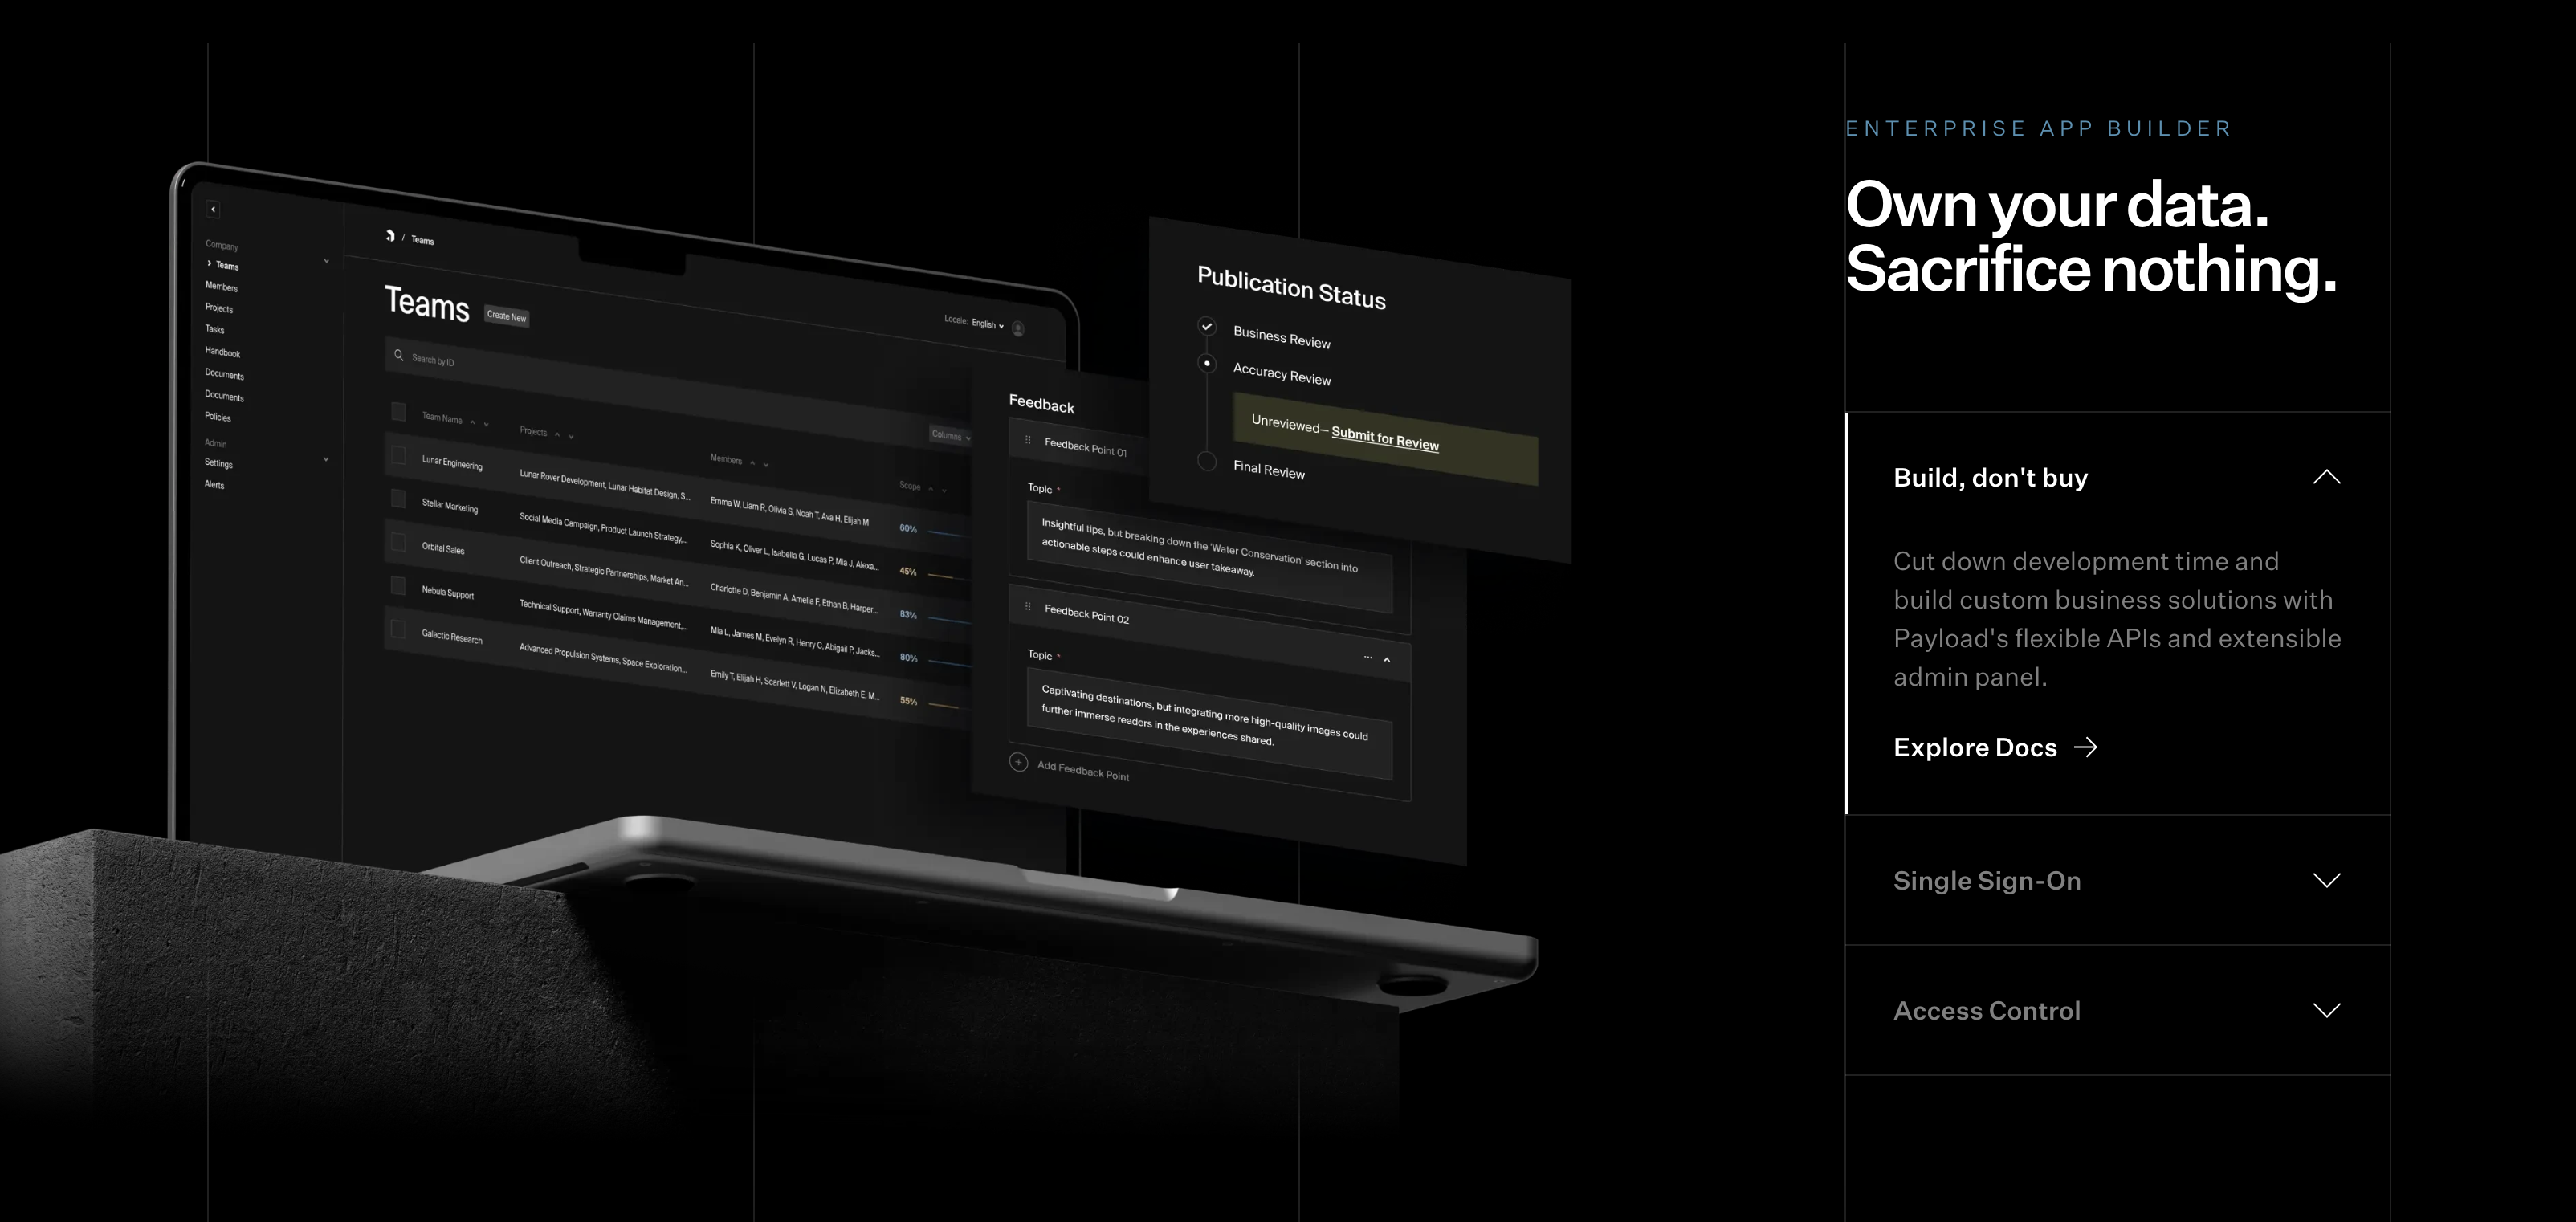 ENTERPRISE APP BUILDER
Own your data.
Sacrifice nothing.
Build, don't buy
Cut down development time and
build custom business solutions with
Payload's flexible APIs and extensible
admin panel.
Explore Docs
Single Sign-On
Access Control
/ Teams
Company
Teams
Members
Projects
Tasks
Handbook
Documents
Documents
Policies
Admin
Settings
Alerts
Teams
Create New
Locale: English
Search by ID
Columns
Team Name Projects Members Scope
Lunar Engineering Lunar Rover Development, Lunar Habitat Design, S... Emma W, Liam R, Olivia S, Noah T, Ava H, Elijah M 60%
Stellar Marketing Social Media Campaign, Product Launch Strategy,... Sophia K, Oliver L, Isabella G, Lucas P, Mia J, Alexa... 45%
Orbital Sales Client Outreach, Strategic Partnerships, Market An... Charlotte D, Benjamin A, Amelia F, Ethan B, Harper... 83%
Nebula Support Technical Support, Warranty Claims Management,... Mia L, James M, Evelyn R, Henry C, Abigail P, Jacks... 80%
Galactic Research Advanced Propulsion Systems, Space Exploration... Emily T, Elijah H, Scarlett V, Logan N, Elizabeth E, M... 55%
Feedback
Feedback Point 01
Topic *
Insightful tips, but breaking down the 'Water Conservation' section into
actionable steps could enhance user takeaway.
Feedback Point 02
Topic *
Captivating destinations, but integrating more high-quality images could
further immerse readers in the experiences shared.
Add Feedback Point
Publication Status
Business Review
Accuracy Review
Unreviewed— Submit for Review
Final Review